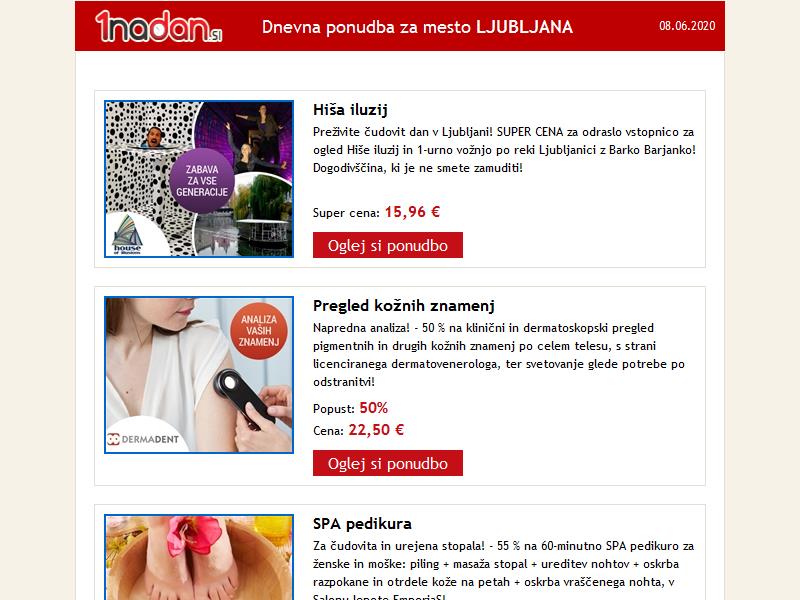 1nadan.SI
Dnevna ponudba za mesto LJUBLJANA
08.06.2020
ZABAVA
ZA VSE
GENERACIJE
house
of illusions
Hiša iluzij
Preživite čudovit dan v Ljubljani! SUPER CENA za odraslo vstopnico za
ogled Hiše iluzij in 1-urno vožnjo po reki Ljubljanici z Barko Barjanko!
Dogodivščina, ki je ne smete zamuditi!
Super cena: 15,96 €
Oglej si ponudbo
ANALIZA
VAŠIH
ZNAMENJ
DERMADENT
Pregled kožnih znamenj
Napredna analiza! - 50 % na klinični in dermatoskopski pregled
pigmentnih in drugih kožnih znamenj po celem telesu, s strani
licenciranega dermatovenerologa, ter svetovanje glede potrebe po
odstranitvi!
Popust: 50%
Cena: 22,50 €
Oglej si ponudbo
SPA pedikura
Za čudovita in urejena stopala! - 55 % na 60-minutno SPA pedikuro za
ženske in moške: piling + masaža stopal + ureditev nohtov + oskrba
razpokane in otrdele kože na petah + oskrba vraščenega nohta, v
Salonu lepote EmporiaS!